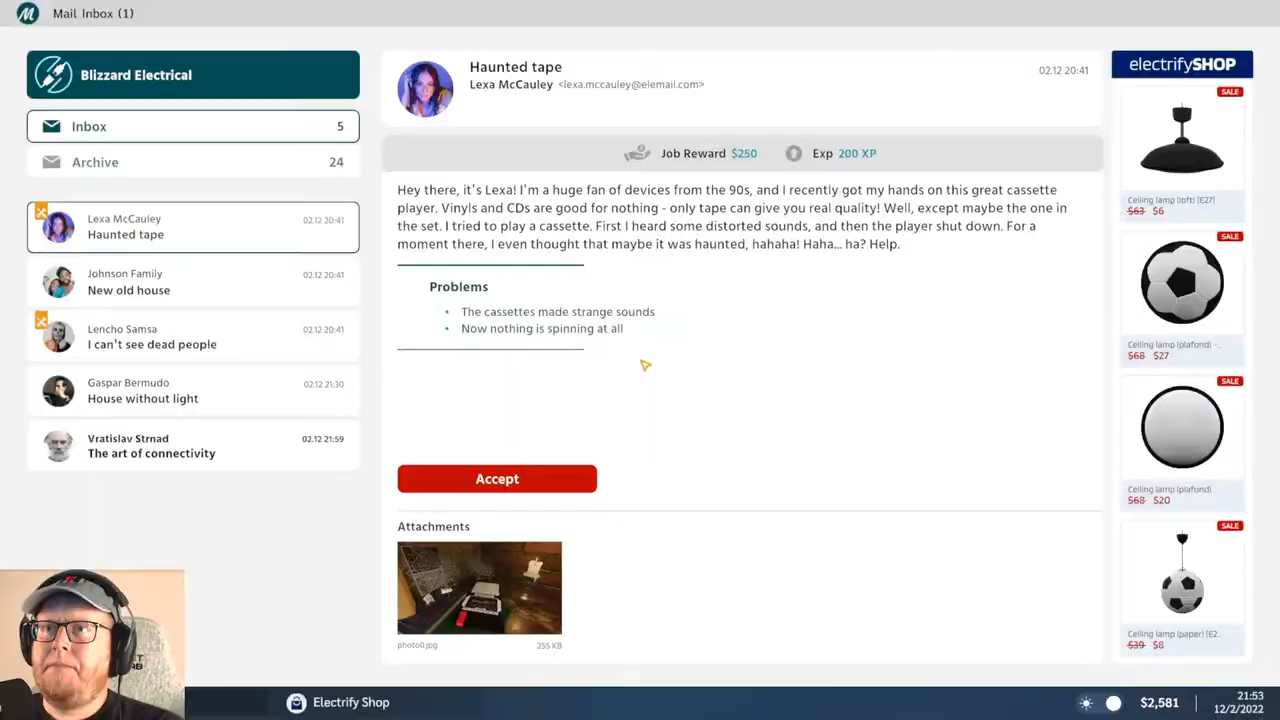 Mail Inbox (1)
Blizzard Electrical
Inbox 5
Archive 24
Lexa McCauley 02.12 20:41
Haunted tape
Johnson Family 02.12 20:41
New old house
Lencho Samsa 02.12 20:41
I can't see dead people
Gaspar Bermudo 02.12 21:30
House without light
Vratislav Strnad 02.12 21:59
The art of connectivity
Haunted tape
Lexa McCauley <lexa.mccauley@elemail.com>
02.12 20:41
Job Reward $250 Exp 200 XP
Hey there, it's Lexa! I'm a huge fan of devices from the 90s, and I recently got my hands on this great cassette
player. Vinyls and CDs are good for nothing - only tape can give you real quality! Well, except maybe the one in
the set. I tried to play a cassette. First I heard some distorted sounds, and then the player shut down. For a
moment there, I even thought that maybe it was haunted, hahaha! Haha... ha? Help.
Problems
• The cassettes made strange sounds
• Now nothing is spinning at all
Accept
Attachments
photo0.jpg 255 KB
electrifySHOP
SALE
Ceiling lamp (loft) [E27]
$63 $6
SALE
Ceiling lamp (plafond) -...
$68 $27
SALE
Ceiling lamp (plafond)
$68 $20
SALE
Ceiling lamp (paper) [E2...
$39 $8
Electrify Shop
$2,581
21:53
12/2/2022